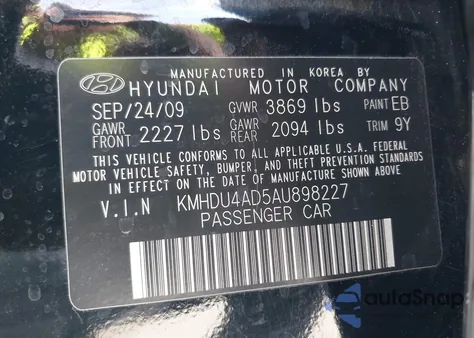 MANUFACTURED IN KOREA BY
HYUNDAI MOTOR COMPANY
SEP/24/09 GVWR 3869 lbs PAINT EB
GAWR FRONT 2227 lbs GAWR REAR 2094 lbs TRIM 9Y
THIS VEHICLE CONFORMS TO ALL APPLICABLE U.S.A. FEDERAL
MOTOR VEHICLE SAFETY, BUMPER, AND THEFT PREVENTION STANDARDS
IN EFFECT ON THE DATE OF MANUFACTURE SHOWN ABOVE.
V.I.N KMHDU4AD5AU898227
PASSENGER CAR
autoSnap